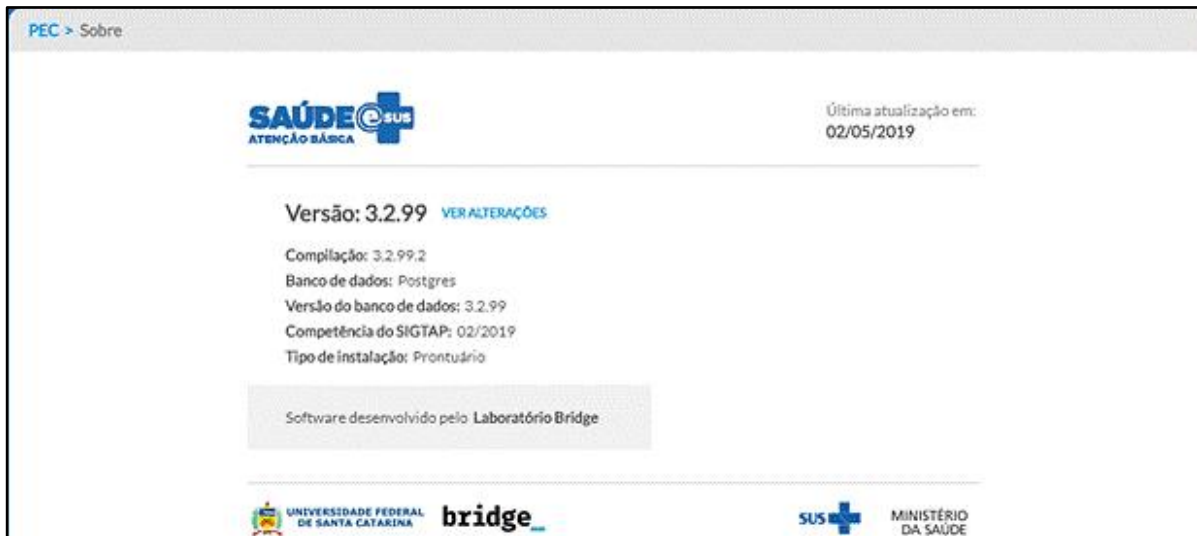 PEC > Sobre
SAÚDE e SUS
ATENÇÃO BÁSICA
Última atualização em:
02/05/2019
Versão: 3.2.99 VER ALTERAÇÕES
Compilação: 3.2.99.2
Banco de dados: Postgres
Versão do banco de dados: 3.2.99
Competência do SIGTAP: 02/2019
Tipo de instalação: Prontuário
Software desenvolvido pelo Laboratório Bridge
UNIVERSIDADE FEDERAL
DE SANTA CATARINA
bridge_
SUS
MINISTÉRIO
DA SAÚDE